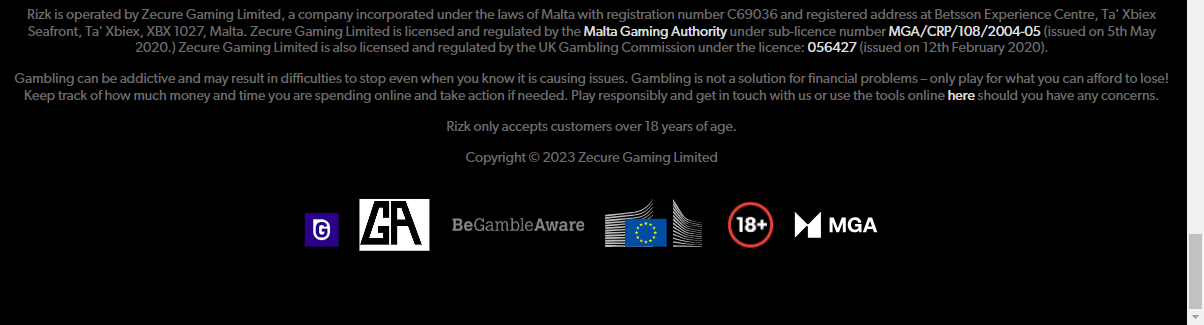 Rizk is operated by Zecure Gaming Limited, a company incorporated under the laws of Malta with registration number C69036 and registered address at Betsson Experience Centre, Ta' Xbiex
Seafront, Ta' Xbiex, XBX 1027, Malta. Zecure Gaming Limited is licensed and regulated by the Malta Gaming Authority under sub-licence number MGA/CRP/108/2004-05 (issued on 5th May
2020.) Zecure Gaming Limited is also licensed and regulated by the UK Gambling Commission under the licence: 056427 (issued on 12th February 2020).
Gambling can be addictive and may result in difficulties to stop even when you know it is causing issues. Gambling is not a solution for financial problems – only play for what you can afford to lose!
Keep track of how much money and time you are spending online and take action if needed. Play responsibly and get in touch with us or use the tools online here should you have any concerns.
Rizk only accepts customers over 18 years of age.
Copyright © 2023 Zecure Gaming Limited
G GA BeGambleAware 18+ MGA